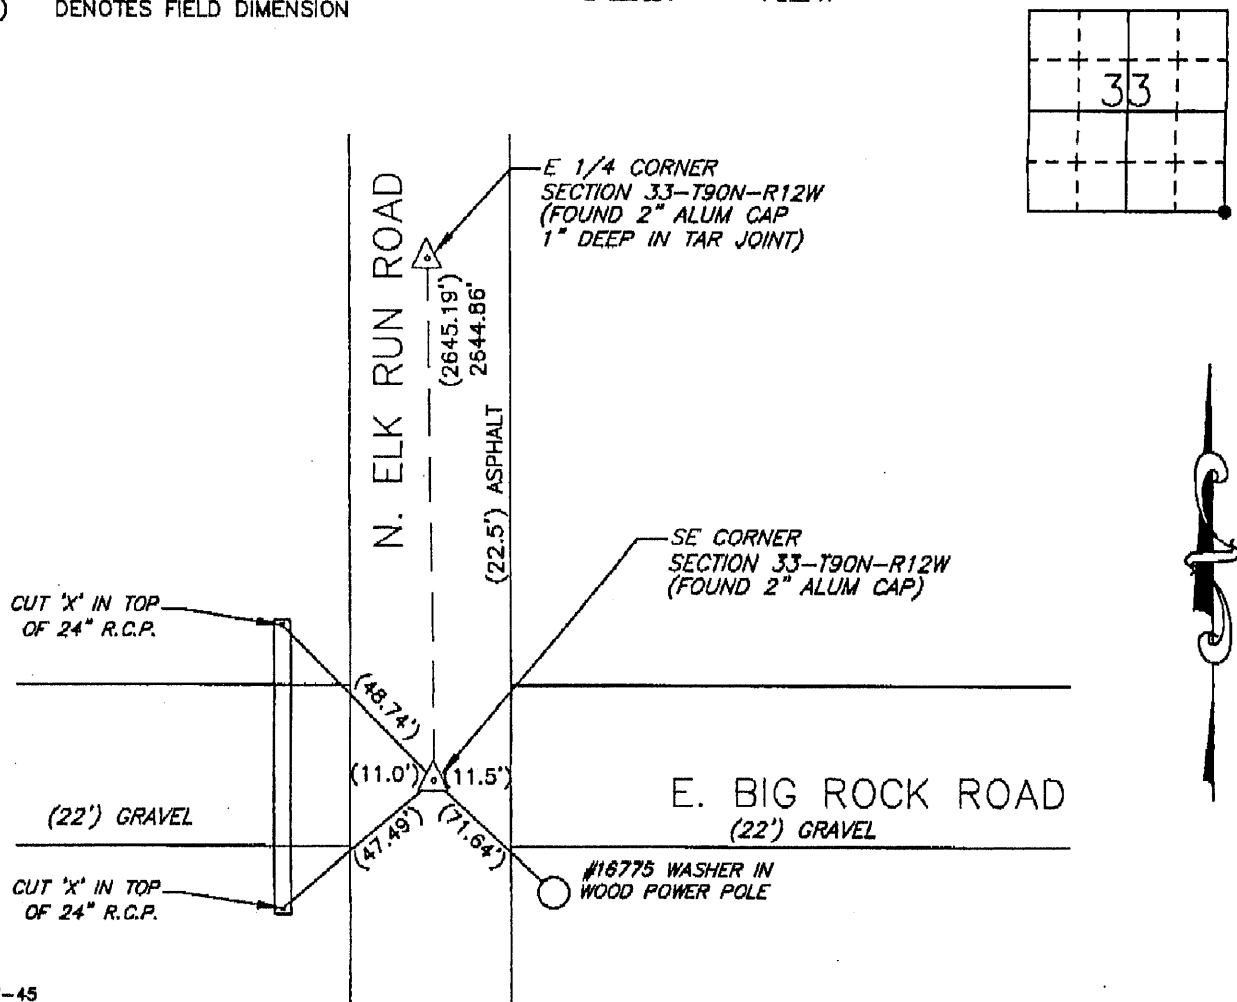 ) DENOTES FIELD DIMENSION
33
E 1/4 CORNER
SECTION 33-T90N-R12W
(FOUND 2" ALUM CAP
1" DEEP IN TAR JOINT)
N. ELK RUN ROAD
(2645.19')
2644.86'
(22.5') ASPHALT
SE CORNER
SECTION 33-T90N-R12W
(FOUND 2" ALUM CAP)
CUT 'X' IN TOP
OF 24" R.C.P.
(48.74')
(11.0')
(11.5')
E. BIG ROCK ROAD
(22') GRAVEL
(22') GRAVEL
(47.49')
(71.64')
#16775 WASHER IN
WOOD POWER POLE
CUT 'X' IN TOP
OF 24" R.C.P.
-45